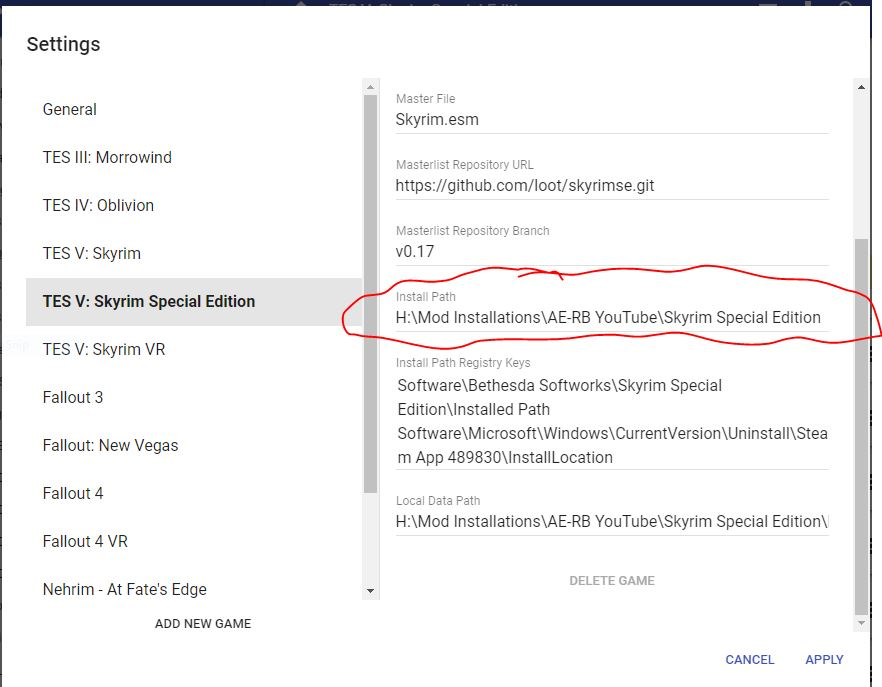 Settings
General
TES III: Morrowind
TES IV: Oblivion
TES V: Skyrim
TES V: Skyrim Special Edition
TES V: Skyrim VR
Fallout 3
Fallout: New Vegas
Fallout 4
Fallout 4 VR
Nehrim - At Fate's Edge
ADD NEW GAME
Master File
Skyrim.esm
Masterlist Repository URL
https://github.com/loot/skyrimse.git
Masterlist Repository Branch
v0.17
Install Path
H:\Mod Installations\AE-RB YouTube\Skyrim Special Edition
Install Path Registry Keys
Software\Bethesda Softworks\Skyrim Special
Edition\Installed Path
Software\Microsoft\Windows\CurrentVersion\Uninstall\Stea
m App 489830\InstallLocation
Local Data Path
H:\Mod Installations\AE-RB YouTube\Skyrim Special Edition\
DELETE GAME
CANCEL
APPLY